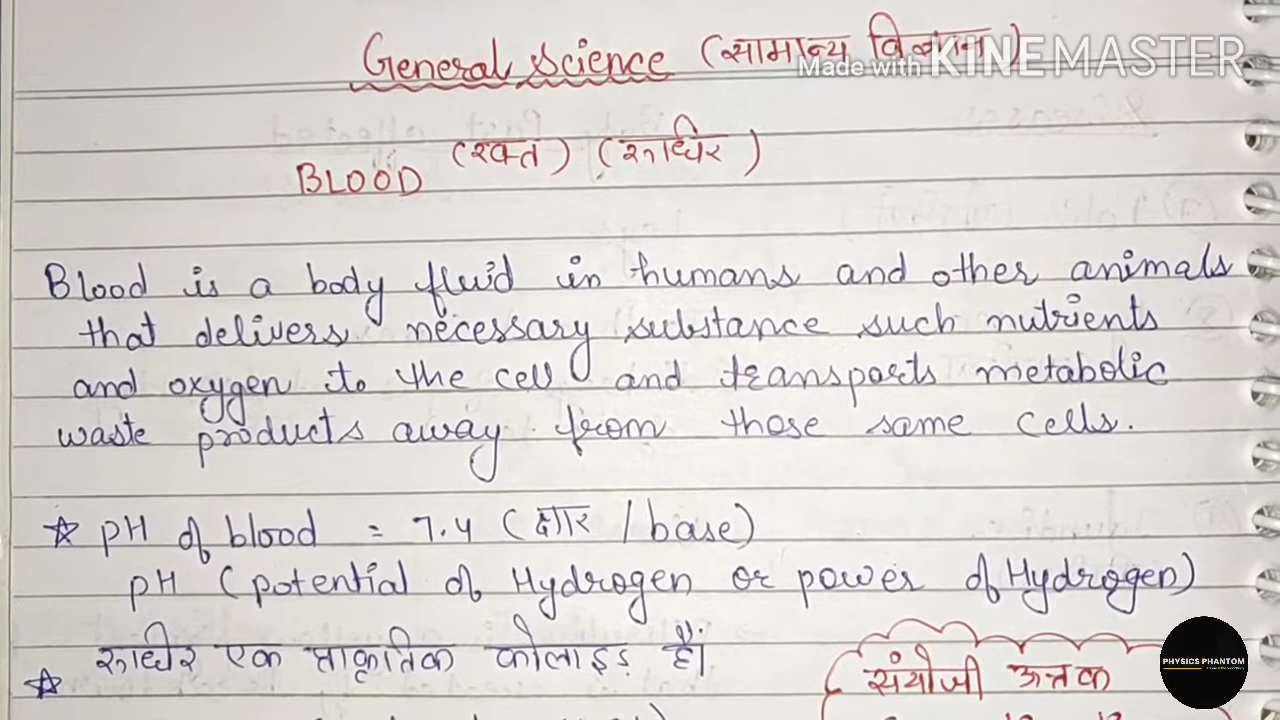 General Science (सामान्य विज्ञान)
Made with KINEMASTER
BLOOD (रक्त) (रुधिर)
Blood is a body fluid in humans and other animals
that delivers necessary substance such nutrients
and oxygen to the cell and transports metabolic
waste products away from those same cells.
☆ pH of blood = 7.4 (क्षार / base)
pH (potential of Hydrogen or power of Hydrogen)
☆ रुधिर एक प्राकृतिक कोलाइड है।
संयोजी ऊत्तक
PHYSICS PHANTOM